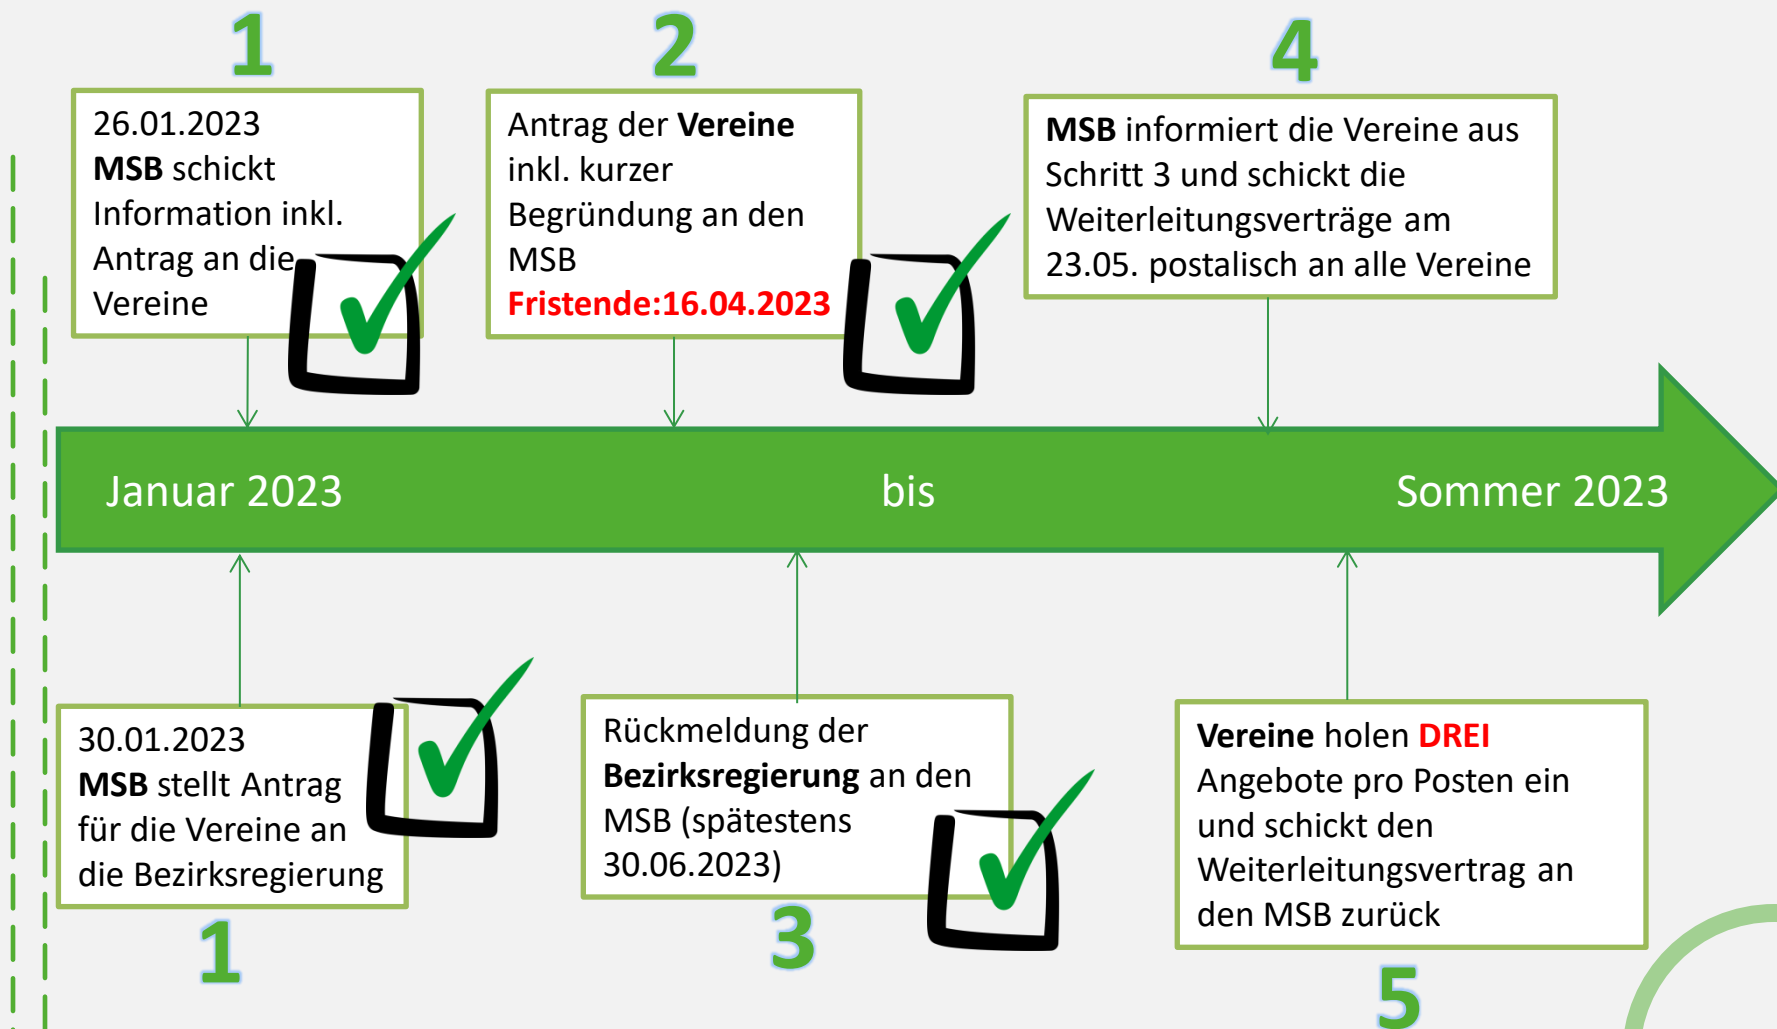 1
26.01.2023
MSB schickt
Information inkl.
Antrag an die
Vereine
2
Antrag der Vereine
inkl. kurzer
Begründung an den
MSB
Fristende:16.04.2023
4
MSB informiert die Vereine aus
Schritt 3 und schickt die
Weiterleitungsverträge am
23.05. postalisch an alle Vereine
Januar 2023 bis Sommer 2023
30.01.2023
MSB stellt Antrag
für die Vereine an
die Bezirksregierung
1
Rückmeldung der
Bezirksregierung an den
MSB (spätestens
30.06.2023)
3
Vereine holen DREI
Angebote pro Posten ein
und schickt den
Weiterleitungsvertrag an
den MSB zurück
5